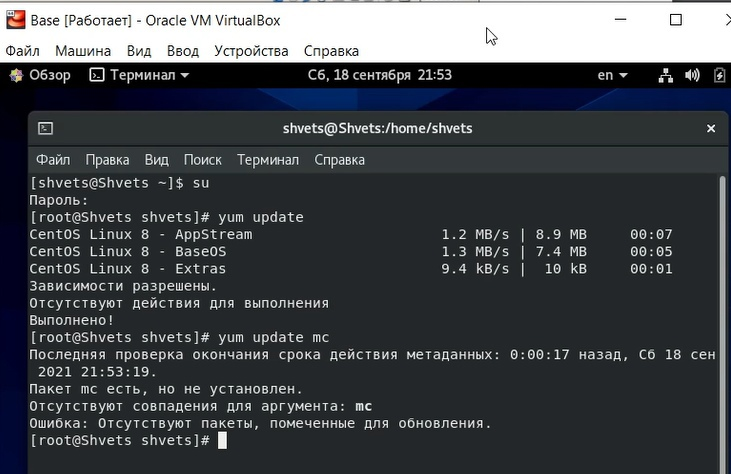 Base [Работает] - Oracle VM VirtualBox
Файл Машина Вид Ввод Устройства Справка
Обзор Терминал Сб, 18 сентября 21:53 en
shvets@Shvets:/home/shvets
Файл Правка Вид Поиск Терминал Справка
[shvets@Shvets ~]$ su
Пароль:
[root@Shvets shvets]# yum update
CentOS Linux 8 - AppStream 1.2 MB/s | 8.9 MB 00:07
CentOS Linux 8 - BaseOS 1.3 MB/s | 7.4 MB 00:05
CentOS Linux 8 - Extras 9.4 kB/s | 10 kB 00:01
Зависимости разрешены.
Отсутствуют действия для выполнения
Выполнено!
[root@Shvets shvets]# yum update mc
Последняя проверка окончания срока действия метаданных: 0:00:17 назад, Сб 18 сен
2021 21:53:19.
Пакет mc есть, но не установлен.
Отсутствуют совпадения для аргумента: mc
Ошибка: Отсутствуют пакеты, помеченные для обновления.
[root@Shvets shvets]#